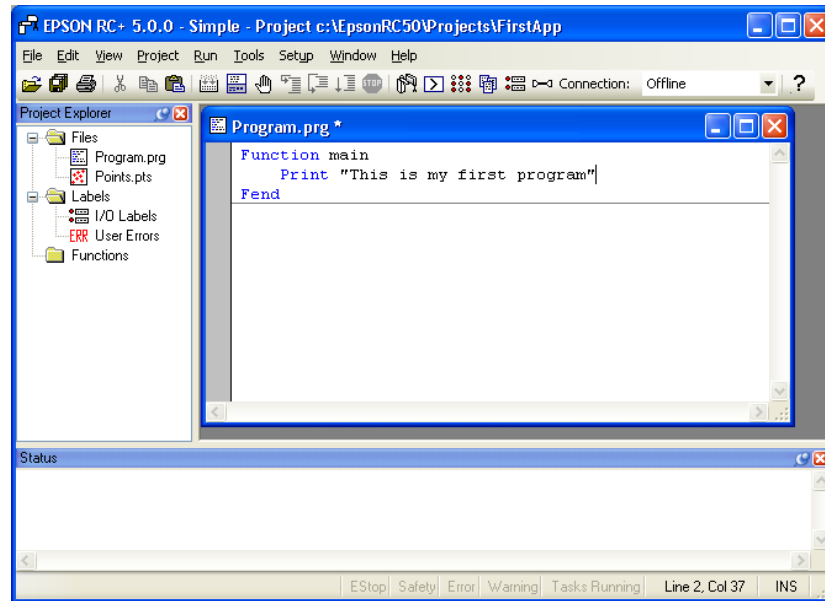 EPSON RC+ 5.0.0 - Simple - Project c:\EpsonRC50\Projects\FirstApp
File Edit View Project Run Tools Setup Window Help
STOP Connection: Offline ?
Project Explorer
Files
Program.prg
Points.pts
Labels
I/O Labels
ERR User Errors
Functions
Program.prg *
Function main
Print "This is my first program"
Fend
Status
EStop Safety Error Warning Tasks Running Line 2, Col 37 INS